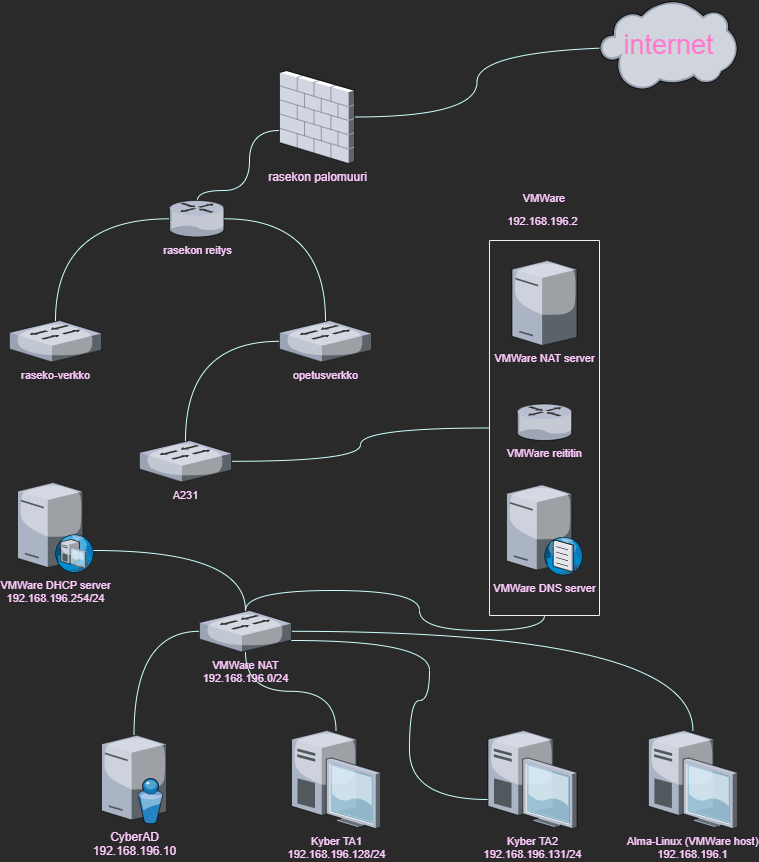 internet
rasekon palomuuri
VMWare
192.168.196.2
rasekon reitys
VMWare NAT server
raseko-verkko
opetusverkko
VMWare reititin
A231
VMWare DHCP server
192.168.196.254/24
VMWare DNS server
VMWare NAT
192.168.196.0/24
CyberAD
192.168.196.10
Kyber TA1
192.168.196.128/24
Kyber TA2
192.168.196.131/24
Alma-Linux (VMWare host)
192.168.196.1